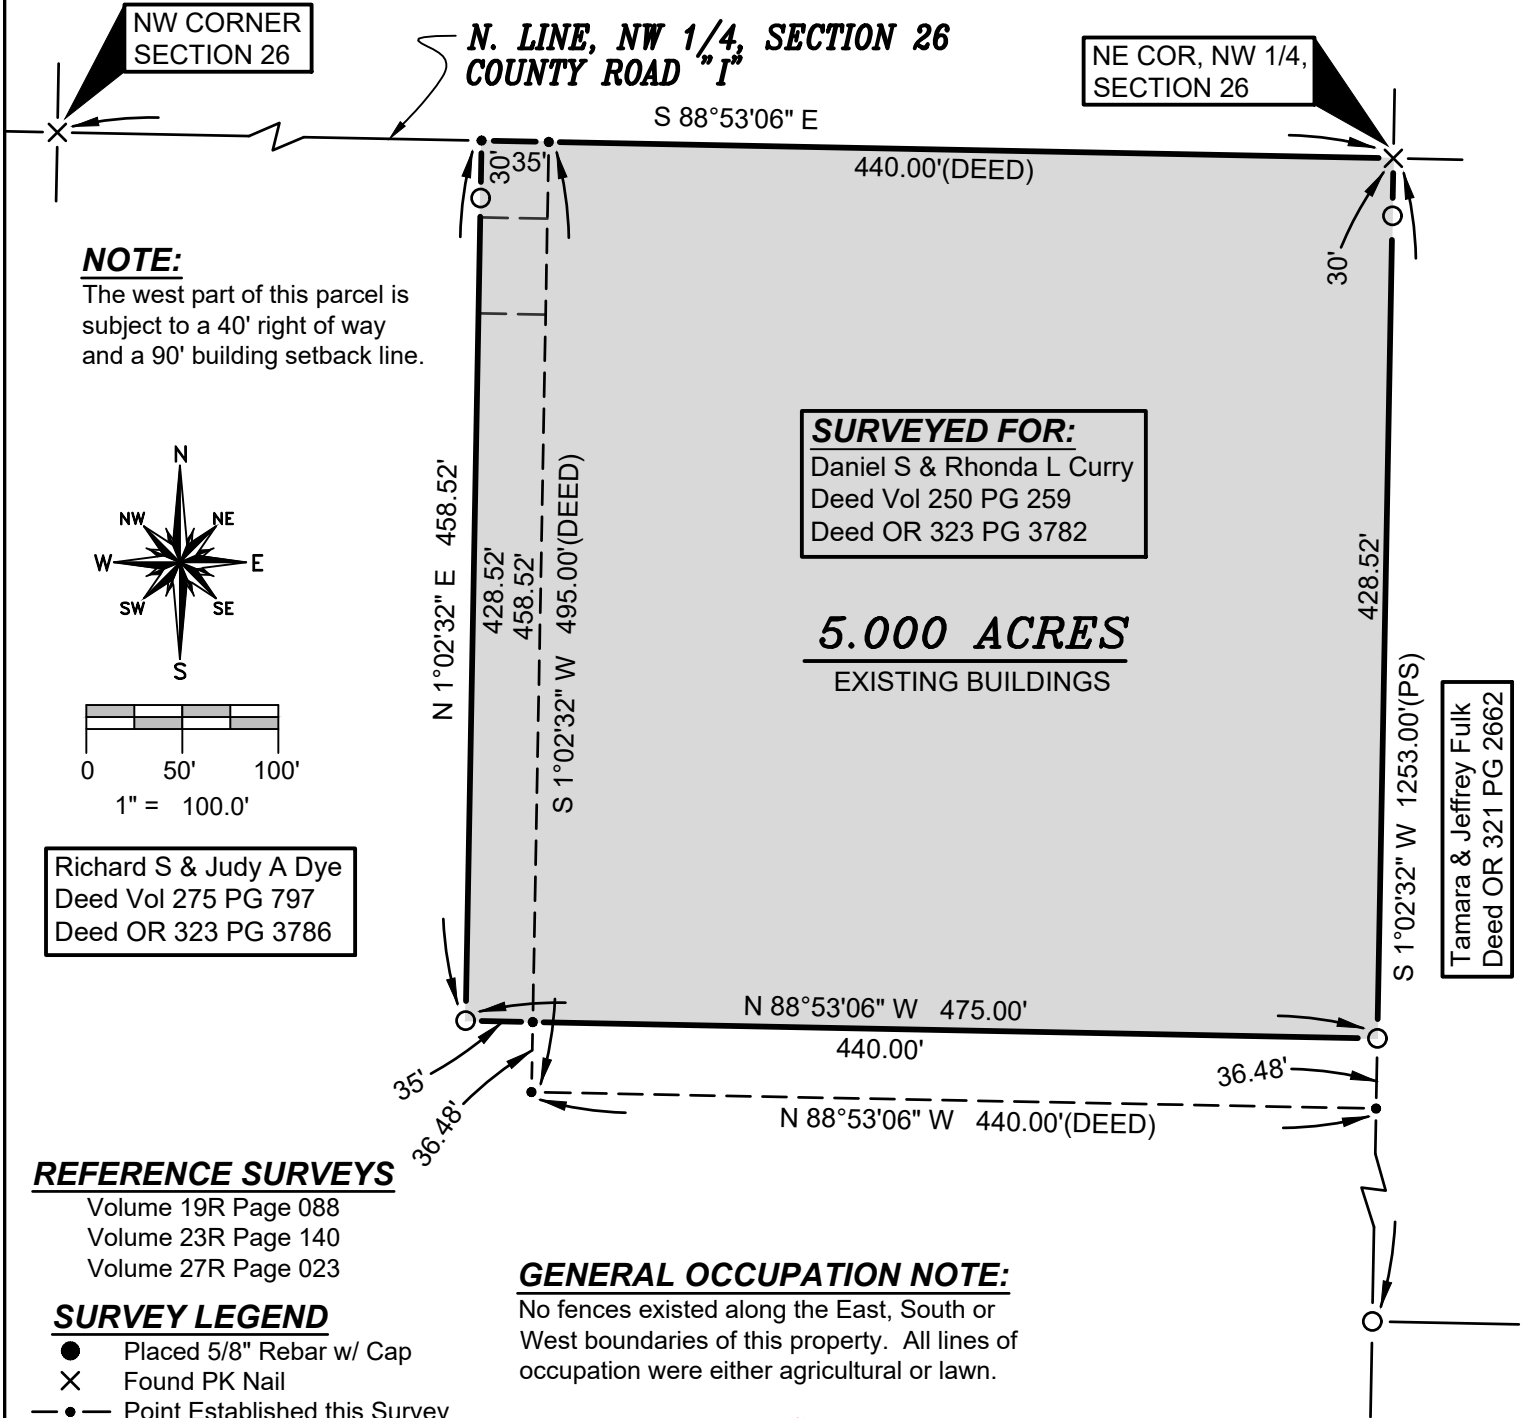 NW CORNER
SECTION 26
N. LINE, NW 1/4, SECTION 26
COUNTY ROAD "I"
NE COR, NW 1/4,
SECTION 26
S 88°53'06" E
440.00'(DEED)
35'
30'
30'
NOTE:
The west part of this parcel is
subject to a 40' right of way
and a 90' building setback line.
N
NW
NE
W
E
SW
SE
S
0
50'
100'
1" = 100.0'
N 1°02'32" E 458.52'
428.52'
458.52'
S 1°02'32" W 495.00'(DEED)
SURVEYED FOR:
Daniel S & Rhonda L Curry
Deed Vol 250 PG 259
Deed OR 323 PG 3782
5.000 ACRES
EXISTING BUILDINGS
428.52'
S 1°02'32" W 1253.00'(PS)
Tamara & Jeffrey Fulk
Deed OR 321 PG 2662
Richard S & Judy A Dye
Deed Vol 275 PG 797
Deed OR 323 PG 3786
N 88°53'06" W 475.00'
440.00'
35'
36.48'
36.48'
N 88°53'06" W 440.00'(DEED)
REFERENCE SURVEYS
Volume 19R Page 088
Volume 23R Page 140
Volume 27R Page 023
SURVEY LEGEND
Placed 5/8" Rebar w/ Cap
Found PK Nail
Point Established this Survey
GENERAL OCCUPATION NOTE:
No fences existed along the East, South or
West boundaries of this property. All lines of
occupation were either agricultural or lawn.